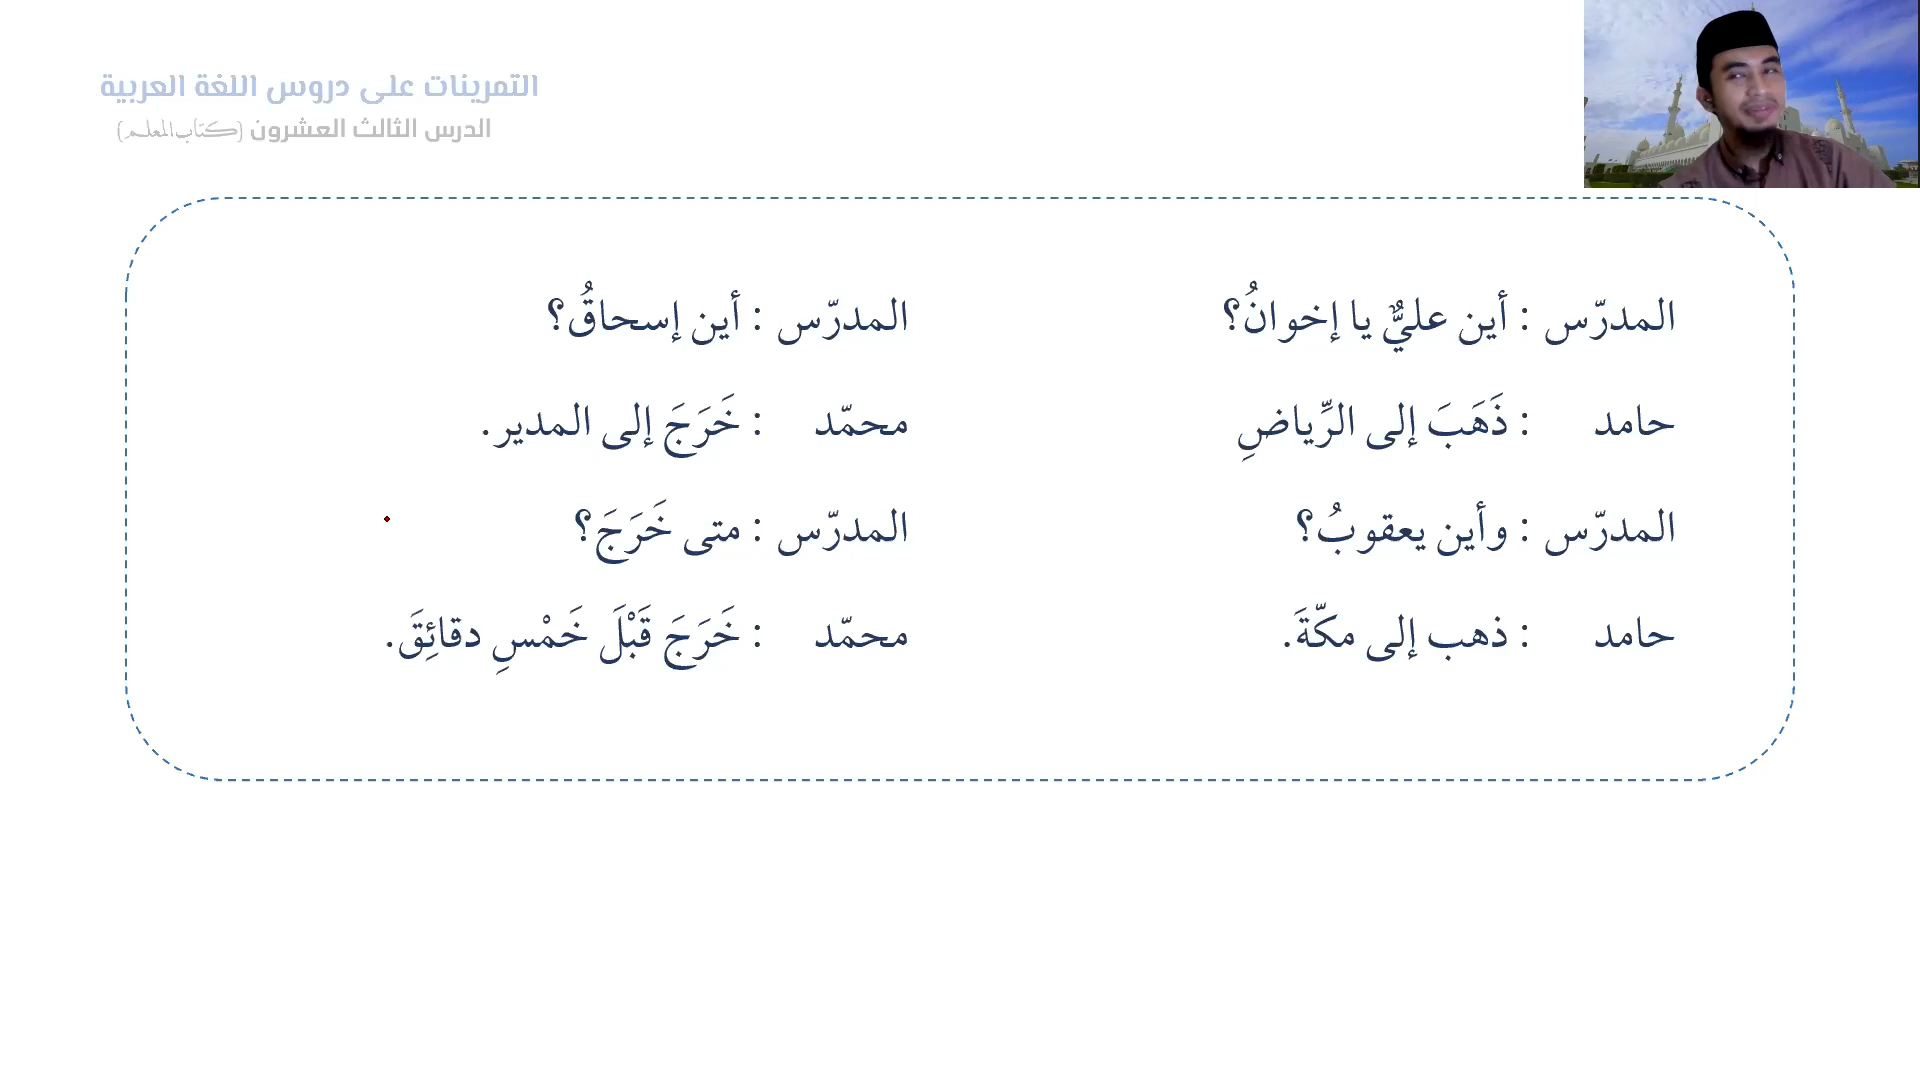 التمرينات على دروس اللغة العربية
الدرس الثالث العشرون (كتاب المعلم)
المدرّس : أين عليٌّ يا إخوانُ؟
حامد : ذَهَبَ إلى الرِّياضِ
المدرّس : وأين يعقوبُ؟
حامد : ذهب إلى مكّةَ.
المدرّس : أين إسحاقُ؟
محمّد : خَرَجَ إلى المدير.
المدرّس : متى خَرَجَ؟
محمّد : خَرَجَ قَبْلَ خَمْسِ دقائِقَ.